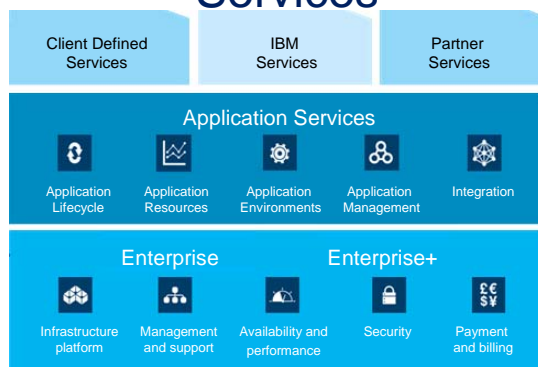 Services
Client Defined
Services
IBM
Services
Partner
Services
Application Services
Application
Lifecycle
Application
Resources
Application
Environments
Application
Management
Integration
Enterprise
Enterprise+
£€
$¥
Infrastructure
platform
Management
and support
Availability and
performance
Security
Payment
and billing